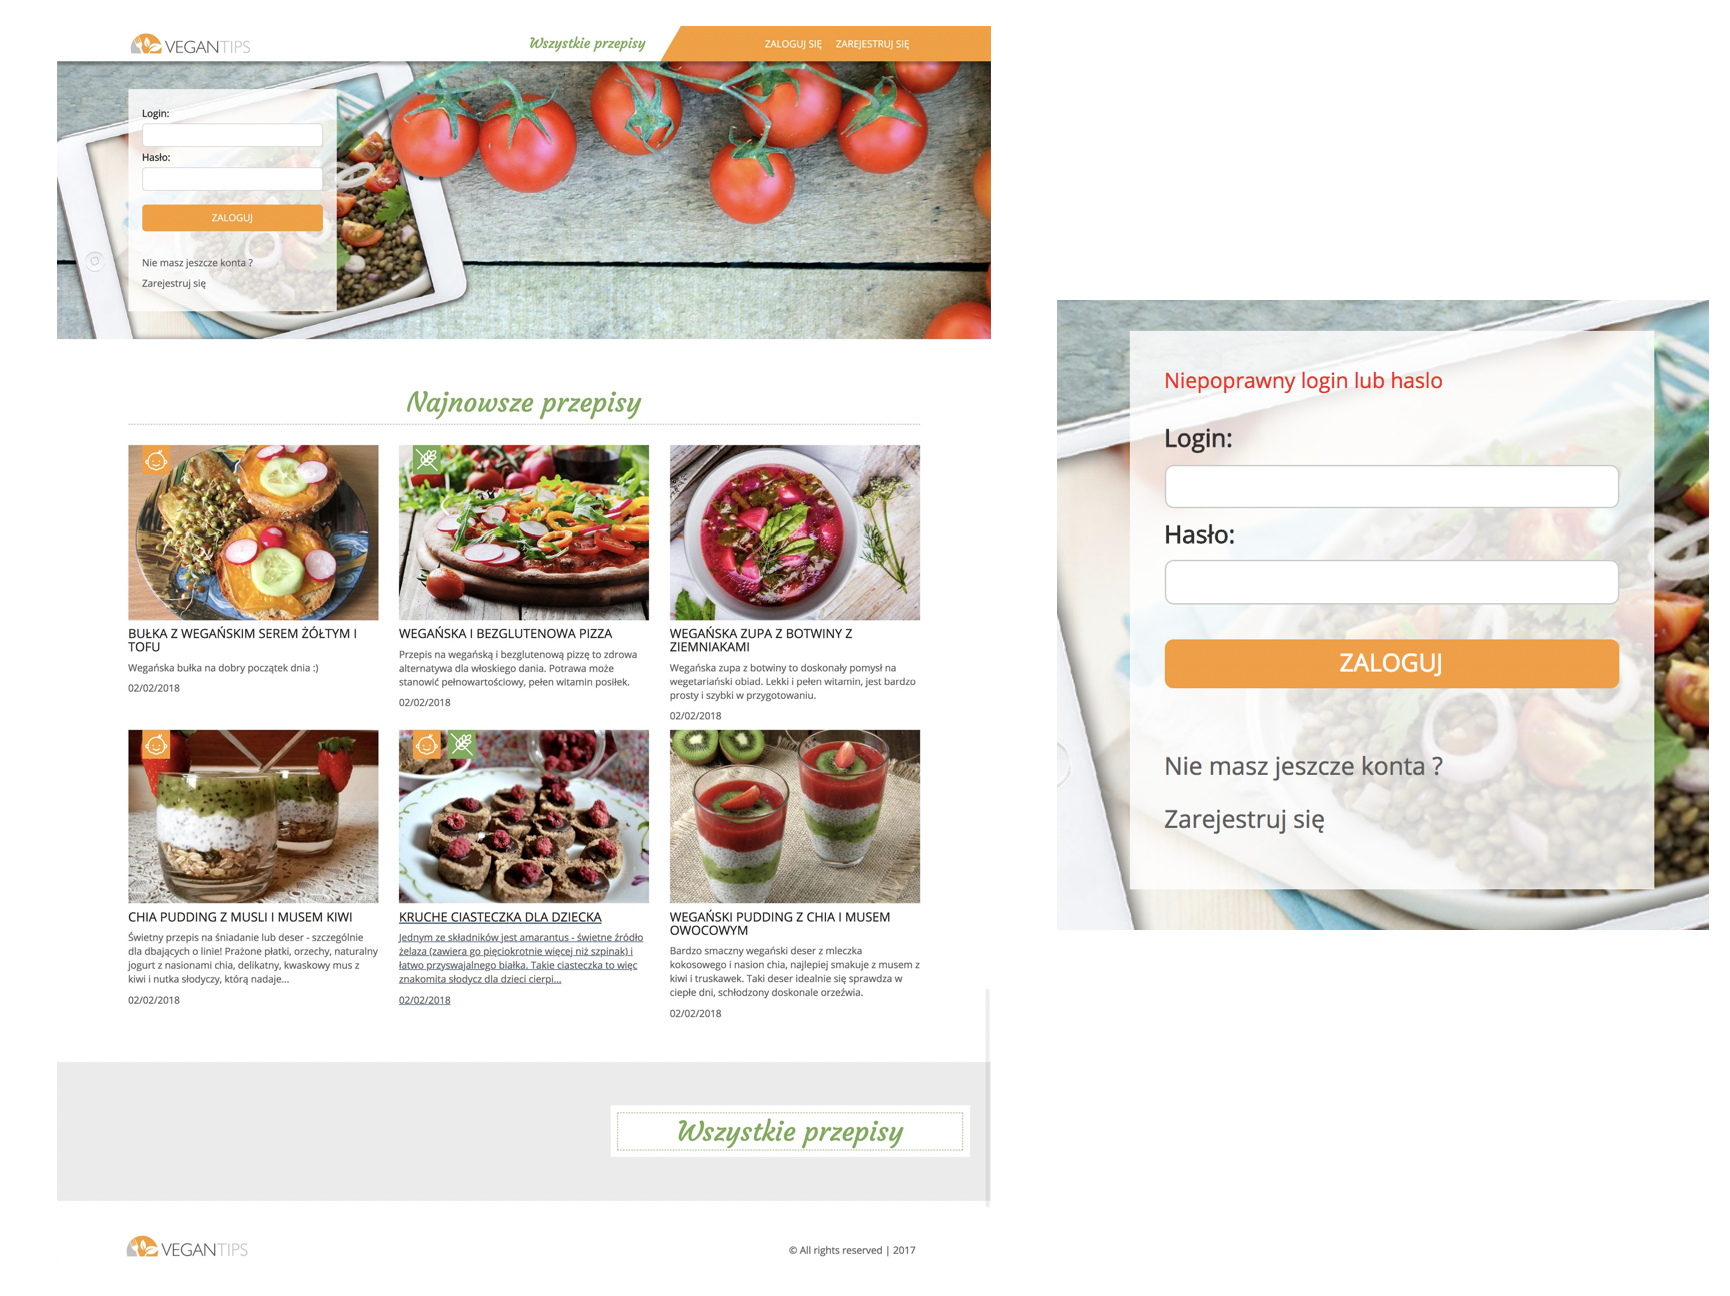 VEGANTIPS
Wszystkie przepisy
ZALOGUJ SIĘ ZAREJESTRUJ SIĘ
Login:
Hasło:
ZALOGUJ
Nie masz jeszcze konta ?
Zarejestruj się
Najnowsze przepisy
BUŁKA Z WEGAŃSKIM SEREM ŻÓŁTYM I
TOFU
Wegańska bułka na dobry początek dnia :)
02/02/2018
WEGAŃSKA I BEZGLUTENOWA PIZZA
Przepis na wegańską i bezglutenową pizzę to zdrowa
alternatywa dla włoskiego dania. Potrawa może
stanowić pełnowartościowy, pełen witamin posiłek.
02/02/2018
WEGAŃSKA ZUPA Z BOTWINY Z
ZIEMNIAKAMI
Wegańska zupa z botwiny to doskonały pomysł na
wegetariański obiad. Lekki i pełen witamin, jest bardzo
prosty i szybki w przygotowaniu.
02/02/2018
CHIA PUDDING Z MUSLI I MUSEM KIWI
Świetny przepis na śniadanie lub deser - szczególnie
dla dbających o linie! Prażone płatki, orzechy, naturalny
jogurt z nasionami chia, delikatny, kwaskowy mus z
kiwi i nutka słodyczy, którą nadaje...
02/02/2018
KRUCHE CIASTECZKA DLA DZIECKA
Jednym ze składników jest amarantus - świetne źródło
żelaza (zawiera go pięciokrotnie więcej niż szpinak) i
łatwo przyswajalnego białka. Takie ciasteczka to więc
znakomita słodycz dla dzieci cierpi...
02/02/2018
WEGAŃSKI PUDDING Z CHIA I MUSEM
OWOCOWYM
Bardzo smaczny wegański deser z mleczka
kokosowego i nasion chia, najlepiej smakuje z musem z
kiwi i truskawek. Taki deser idealnie się sprawdza w
ciepłe dni, schłodzony doskonale orzeźwia.
02/02/2018
Wszystkie przepisy
VEGANTIPS
© All rights reserved | 2017
Niepoprawny login lub haslo
Login:
Hasło:
ZALOGUJ
Nie masz jeszcze konta ?
Zarejestruj się